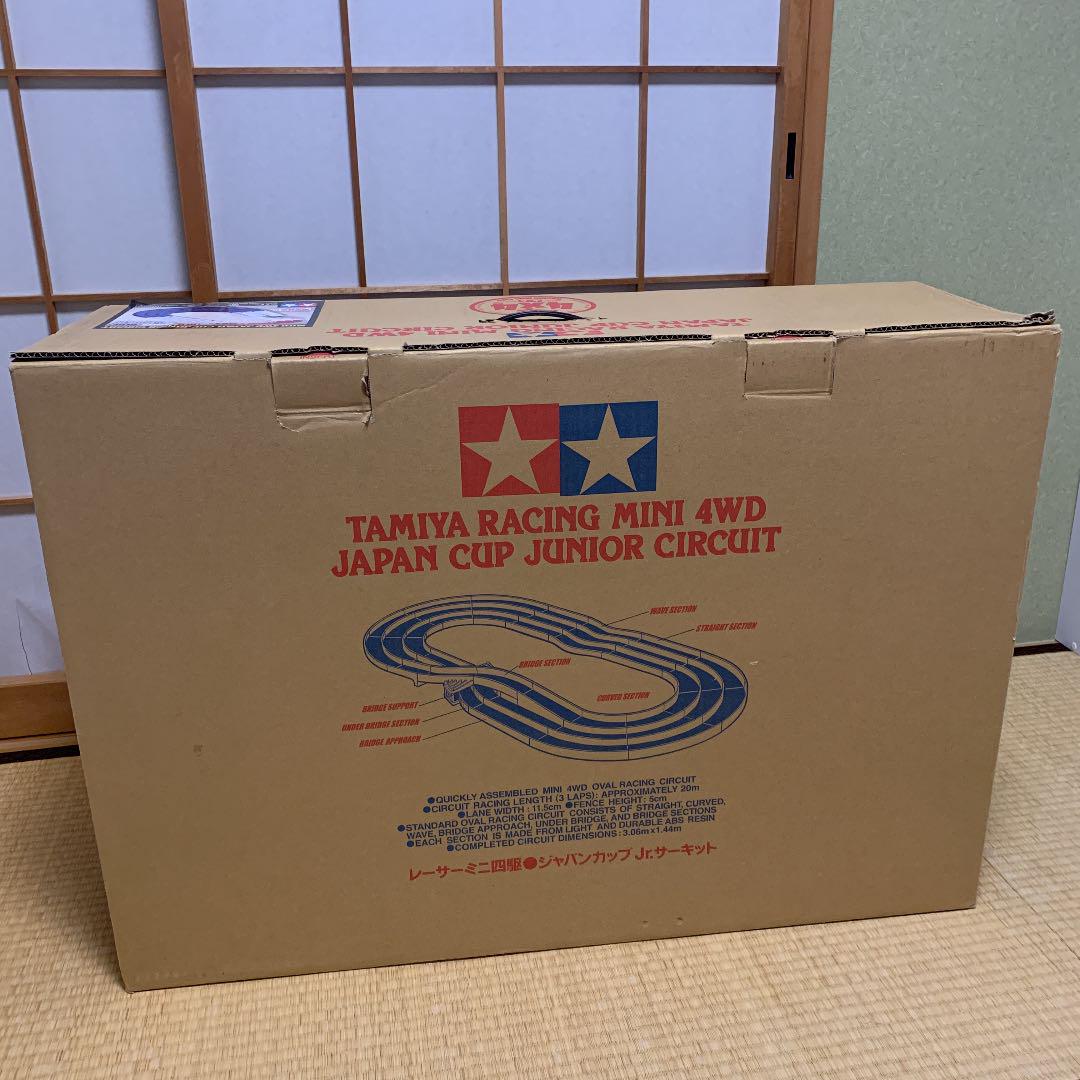 TAMIYA RACING MINI 4WD
JAPAN CUP JUNIOR CIRCUIT
WAVE SECTION
STRAIGHT SECTION
BRIDGE SECTION
CURVED SECTION
BRIDGE SUPPORT
UNDER BRIDGE SECTION
BRIDGE APPROACH
●QUICKLY ASSEMBLED MINI 4WD OVAL RACING CIRCUIT
●CIRCUIT RACING LENGTH (3 LAPS): APPROXIMATELY 20m
●LANE WIDTH : 11.5cm ●FENCE HEIGHT: 5cm
●STANDARD OVAL RACING CIRCUIT CONSISTS OF STRAIGHT, CURVED,
WAVE, BRIDGE APPROACH, UNDER BRIDGE, AND BRIDGE SECTIONS
●EACH SECTION IS MADE FROM LIGHT AND DURABLE ABS RESIN
●COMPLETED CIRCUIT DIMENSIONS : 3.06m×1.44m
レーサーミニ四駆●ジャパンカップ Jr.サーキット